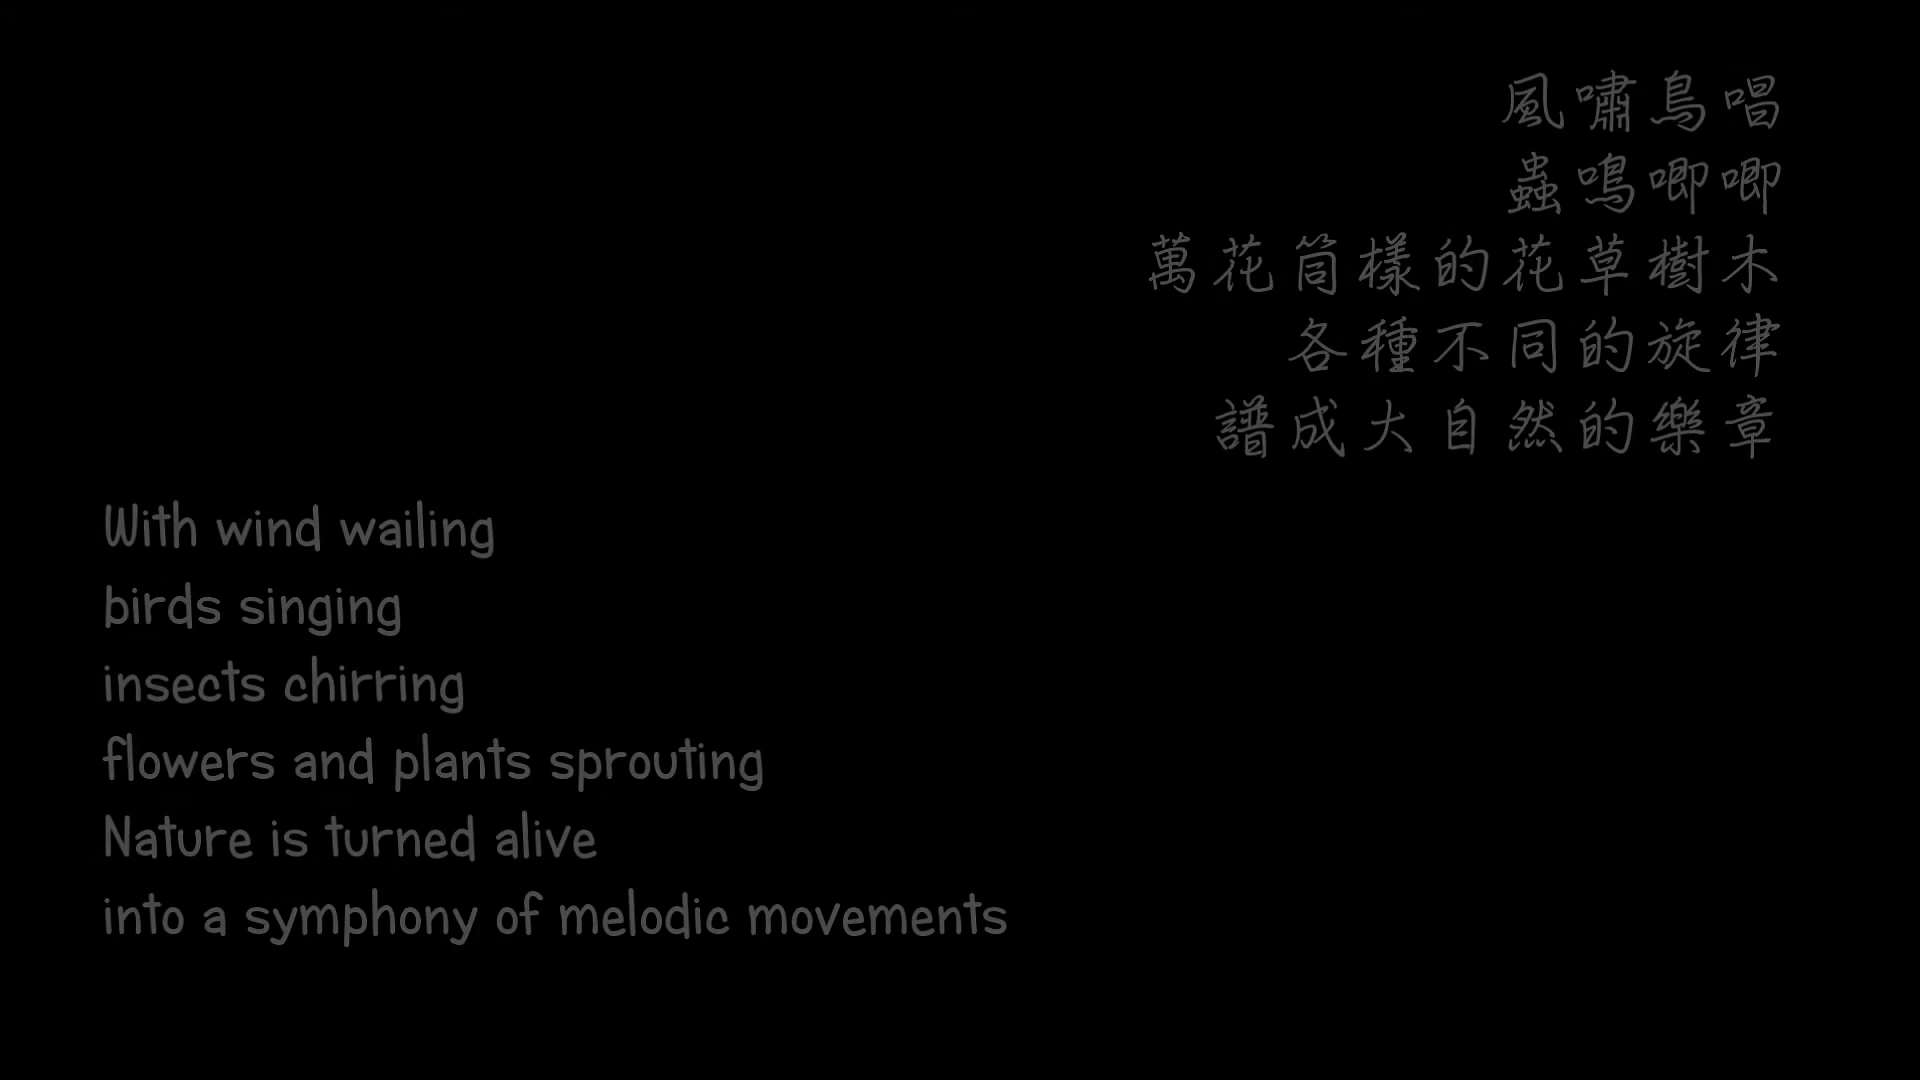 風嘯鳥唱
蟲鳴唧唧
萬花筒樣的花草樹木
各種不同的旋律
譜成大自然的樂章
With wind wailing
birds singing
insects chirring
flowers and plants sprouting
Nature is turned alive
into a symphony of melodic movements